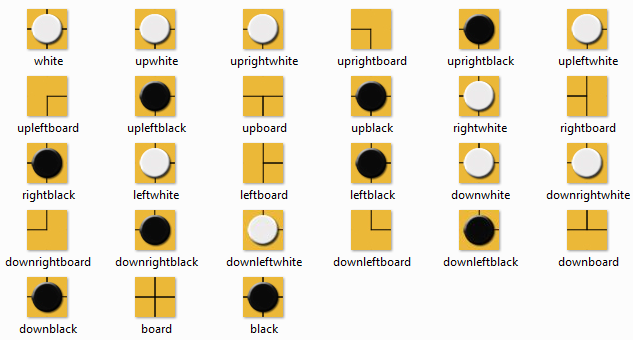 white upwhite uprightwhite uprightboard uprightblack upleftwhite
upleftboard upleftblack upboard upblack rightwhite rightboard
rightblack leftwhite leftboard leftblack downwhite downrightwhite
downrightboard downrightblack downleftwhite downleftboard downleftblack downboard
downblack board black